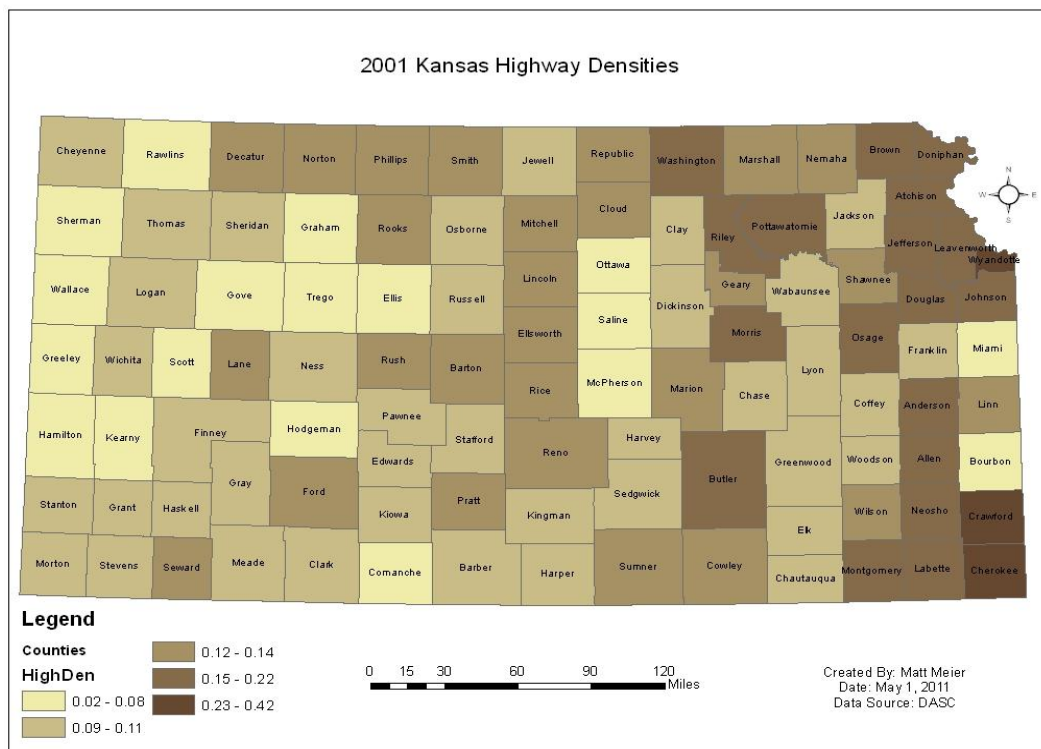 2001 Kansas Highway Densities
Cheyenne Rawlins Decatur Norton Phillips Smith Jewell Republic Washington Marshall Nemaha Brown Doniphan
Atchison
N
W E
S
Sherman Thomas Sheridan Graham Rooks Osborne Mitchell Cloud Clay Riley Pottawatomie Jackson
Jefferson Leavenworth
Wyandotte
Wallace Logan Gove Trego Ellis Russell Lincoln Ottawa Dickinson Geary Wabaunsee Shawnee Douglas Johnson
Saline
Greeley Wichita Scott Lane Ness Rush Barton Ellsworth Morris Osage Franklin Miami
Rice McPherson Marion Chase Lyon
Hamilton Kearny Finney Hodgeman Pawnee Stafford Coffey Anderson Linn
Gray Edwards Reno Harvey Butler Greenwood Woodson Allen Bourbon
Ford Sedgwick
Stanton Grant Haskell Kiowa Pratt Kingman Elk Wilson Neosho Crawford
Morton Stevens Seward Meade Clark Comanche Barber Harper Sumner Cowley Chautauqua Montgomery Labette Cherokee
Legend
Counties
HighDen
0.02 - 0.08
0.09 - 0.11
0.12 - 0.14
0.15 - 0.22
0.23 - 0.42
0 15 30 60 90 120
Miles
Created By: Matt Meier
Date: May 1, 2011
Data Source: DASC